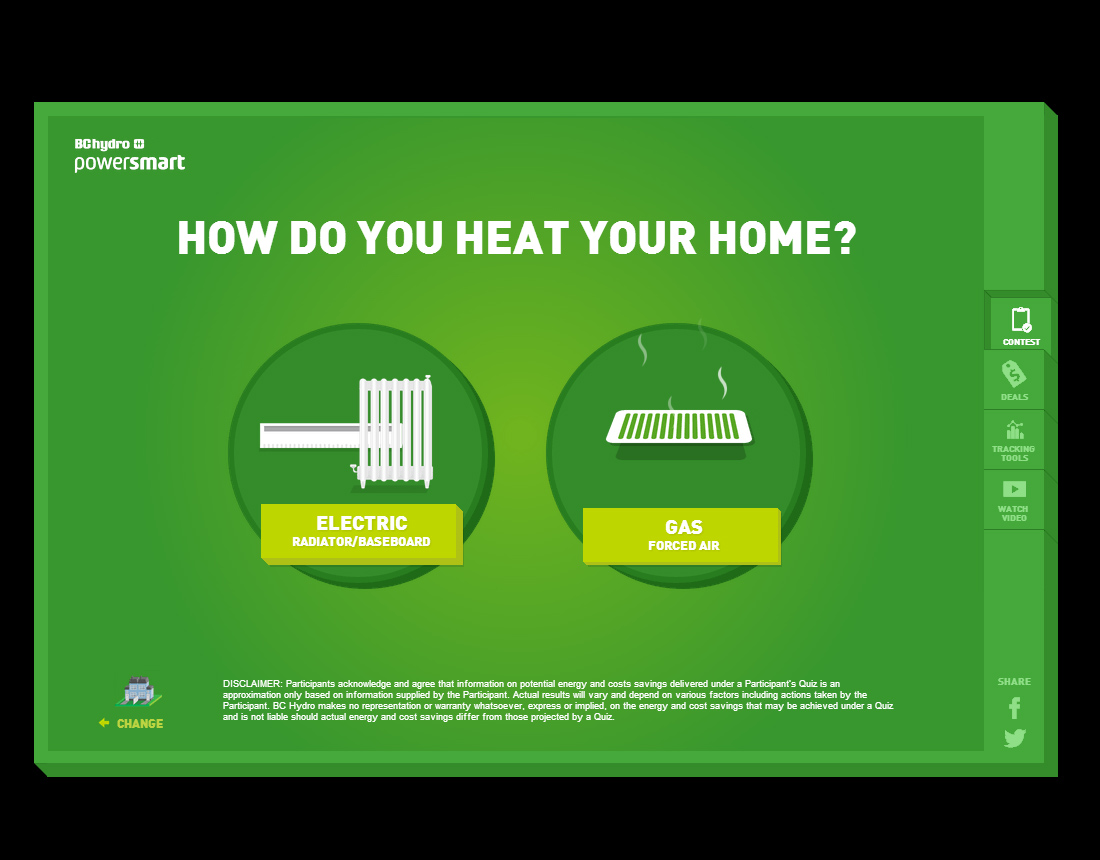 BChydro
powersmart
HOW DO YOU HEAT YOUR HOME?
ELECTRIC
RADIATOR/BASEBOARD
GAS
FORCED AIR
CONTEST
DEALS
TRACKING
TOOLS
WATCH
VIDEO
SHARE
CHANGE
DISCLAIMER: Participants acknowledge and agree that information on potential energy and costs savings delivered under a Participant's Quiz is an
approximation only based on information supplied by the Participant. Actual results will vary and depend on various factors including actions taken by the
Participant. BC Hydro makes no representation or warranty whatsoever, express or implied, on the energy and cost savings that may be achieved under a Quiz
and is not liable should actual energy and cost savings differ from those projected by a Quiz.